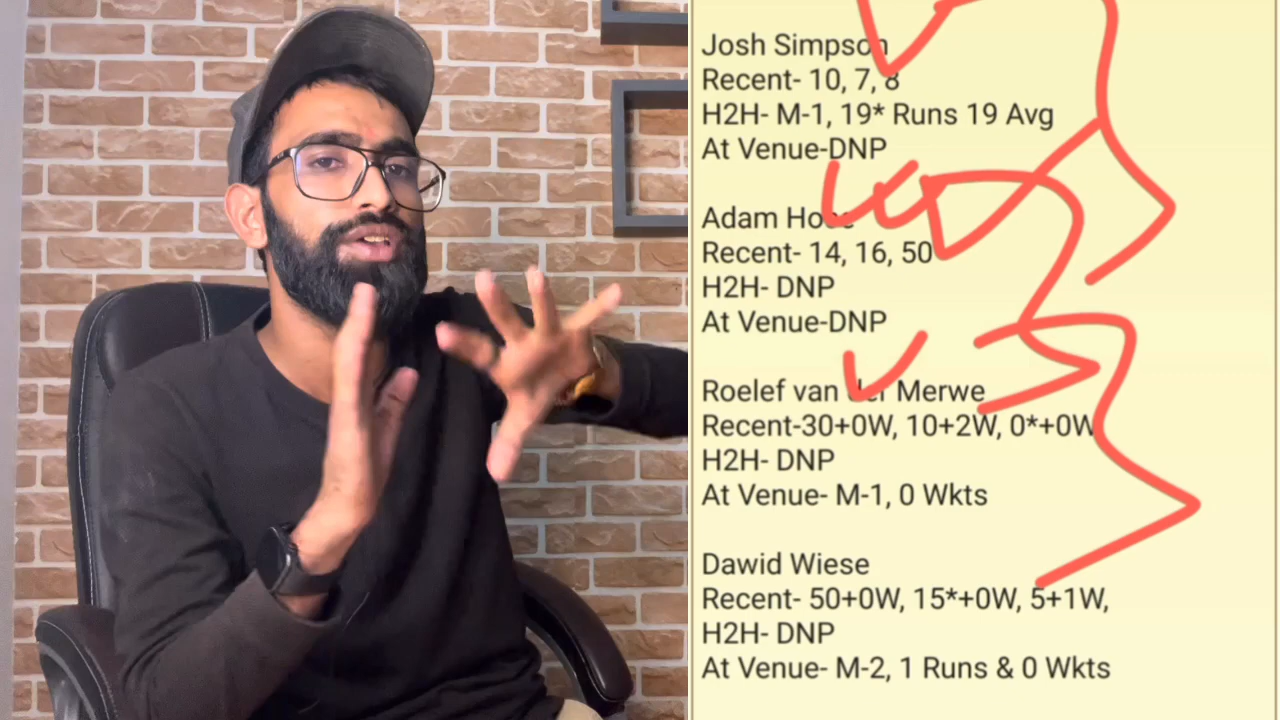 Josh Simpson
Recent- 10, 7, 8
H2H- M-1, 19* Runs 19 Avg
At Venue-DNP
Adam Hose
Recent- 14, 16, 50
H2H- DNP
At Venue-DNP
Roelef van der Merwe
Recent-30+0W, 10+2W, 0*+0W
H2H- DNP
At Venue- M-1, 0 Wkts
Dawid Wiese
Recent- 50+0W, 15*+0W, 5+1W,
H2H- DNP
At Venue- M-2, 1 Runs & 0 Wkts